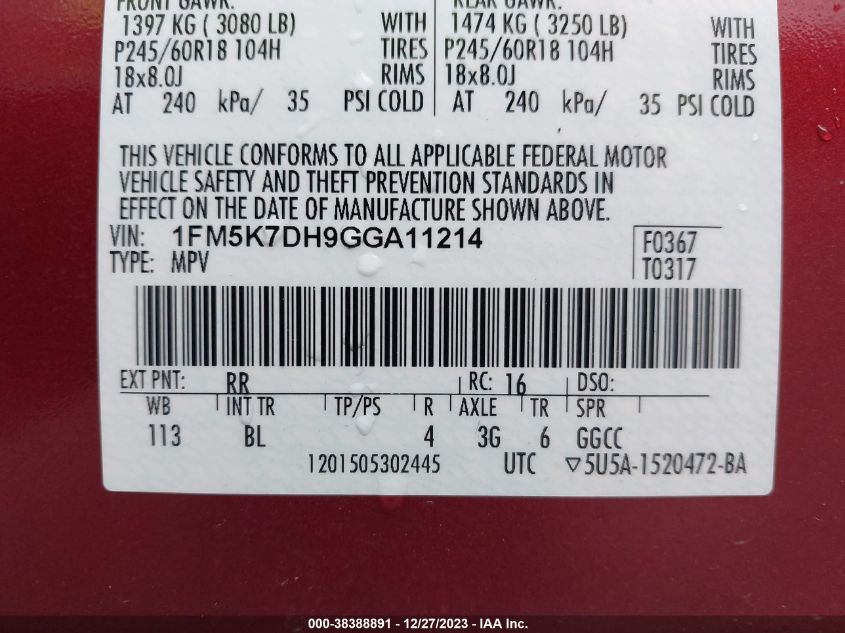 FRONT GAWR: REAR GAWR:
1397 KG ( 3080 LB) WITH 1474 KG ( 3250 LB) WITH
P245/60R18 104H TIRES P245/60R18 104H TIRES
18x8.0J RIMS 18x8.0J RIMS
AT 240 kPa/ 35 PSI COLD AT 240 kPa/ 35 PSI COLD
THIS VEHICLE CONFORMS TO ALL APPLICABLE FEDERAL MOTOR
VEHICLE SAFETY AND THEFT PREVENTION STANDARDS IN
EFFECT ON THE DATE OF MANUFACTURE SHOWN ABOVE.
VIN: 1FM5K7DH9GGA11214 F0367
TYPE: MPV T0317
EXT PNT: RR RC: 16 DSO:
WB INT TR TP/PS R AXLE TR SPR
113 BL 4 3G 6 GGCC
1201505302445 UTC ▽5U5A-1520472-BA
000-38388891 • 12/27/2023 - IAA Inc.